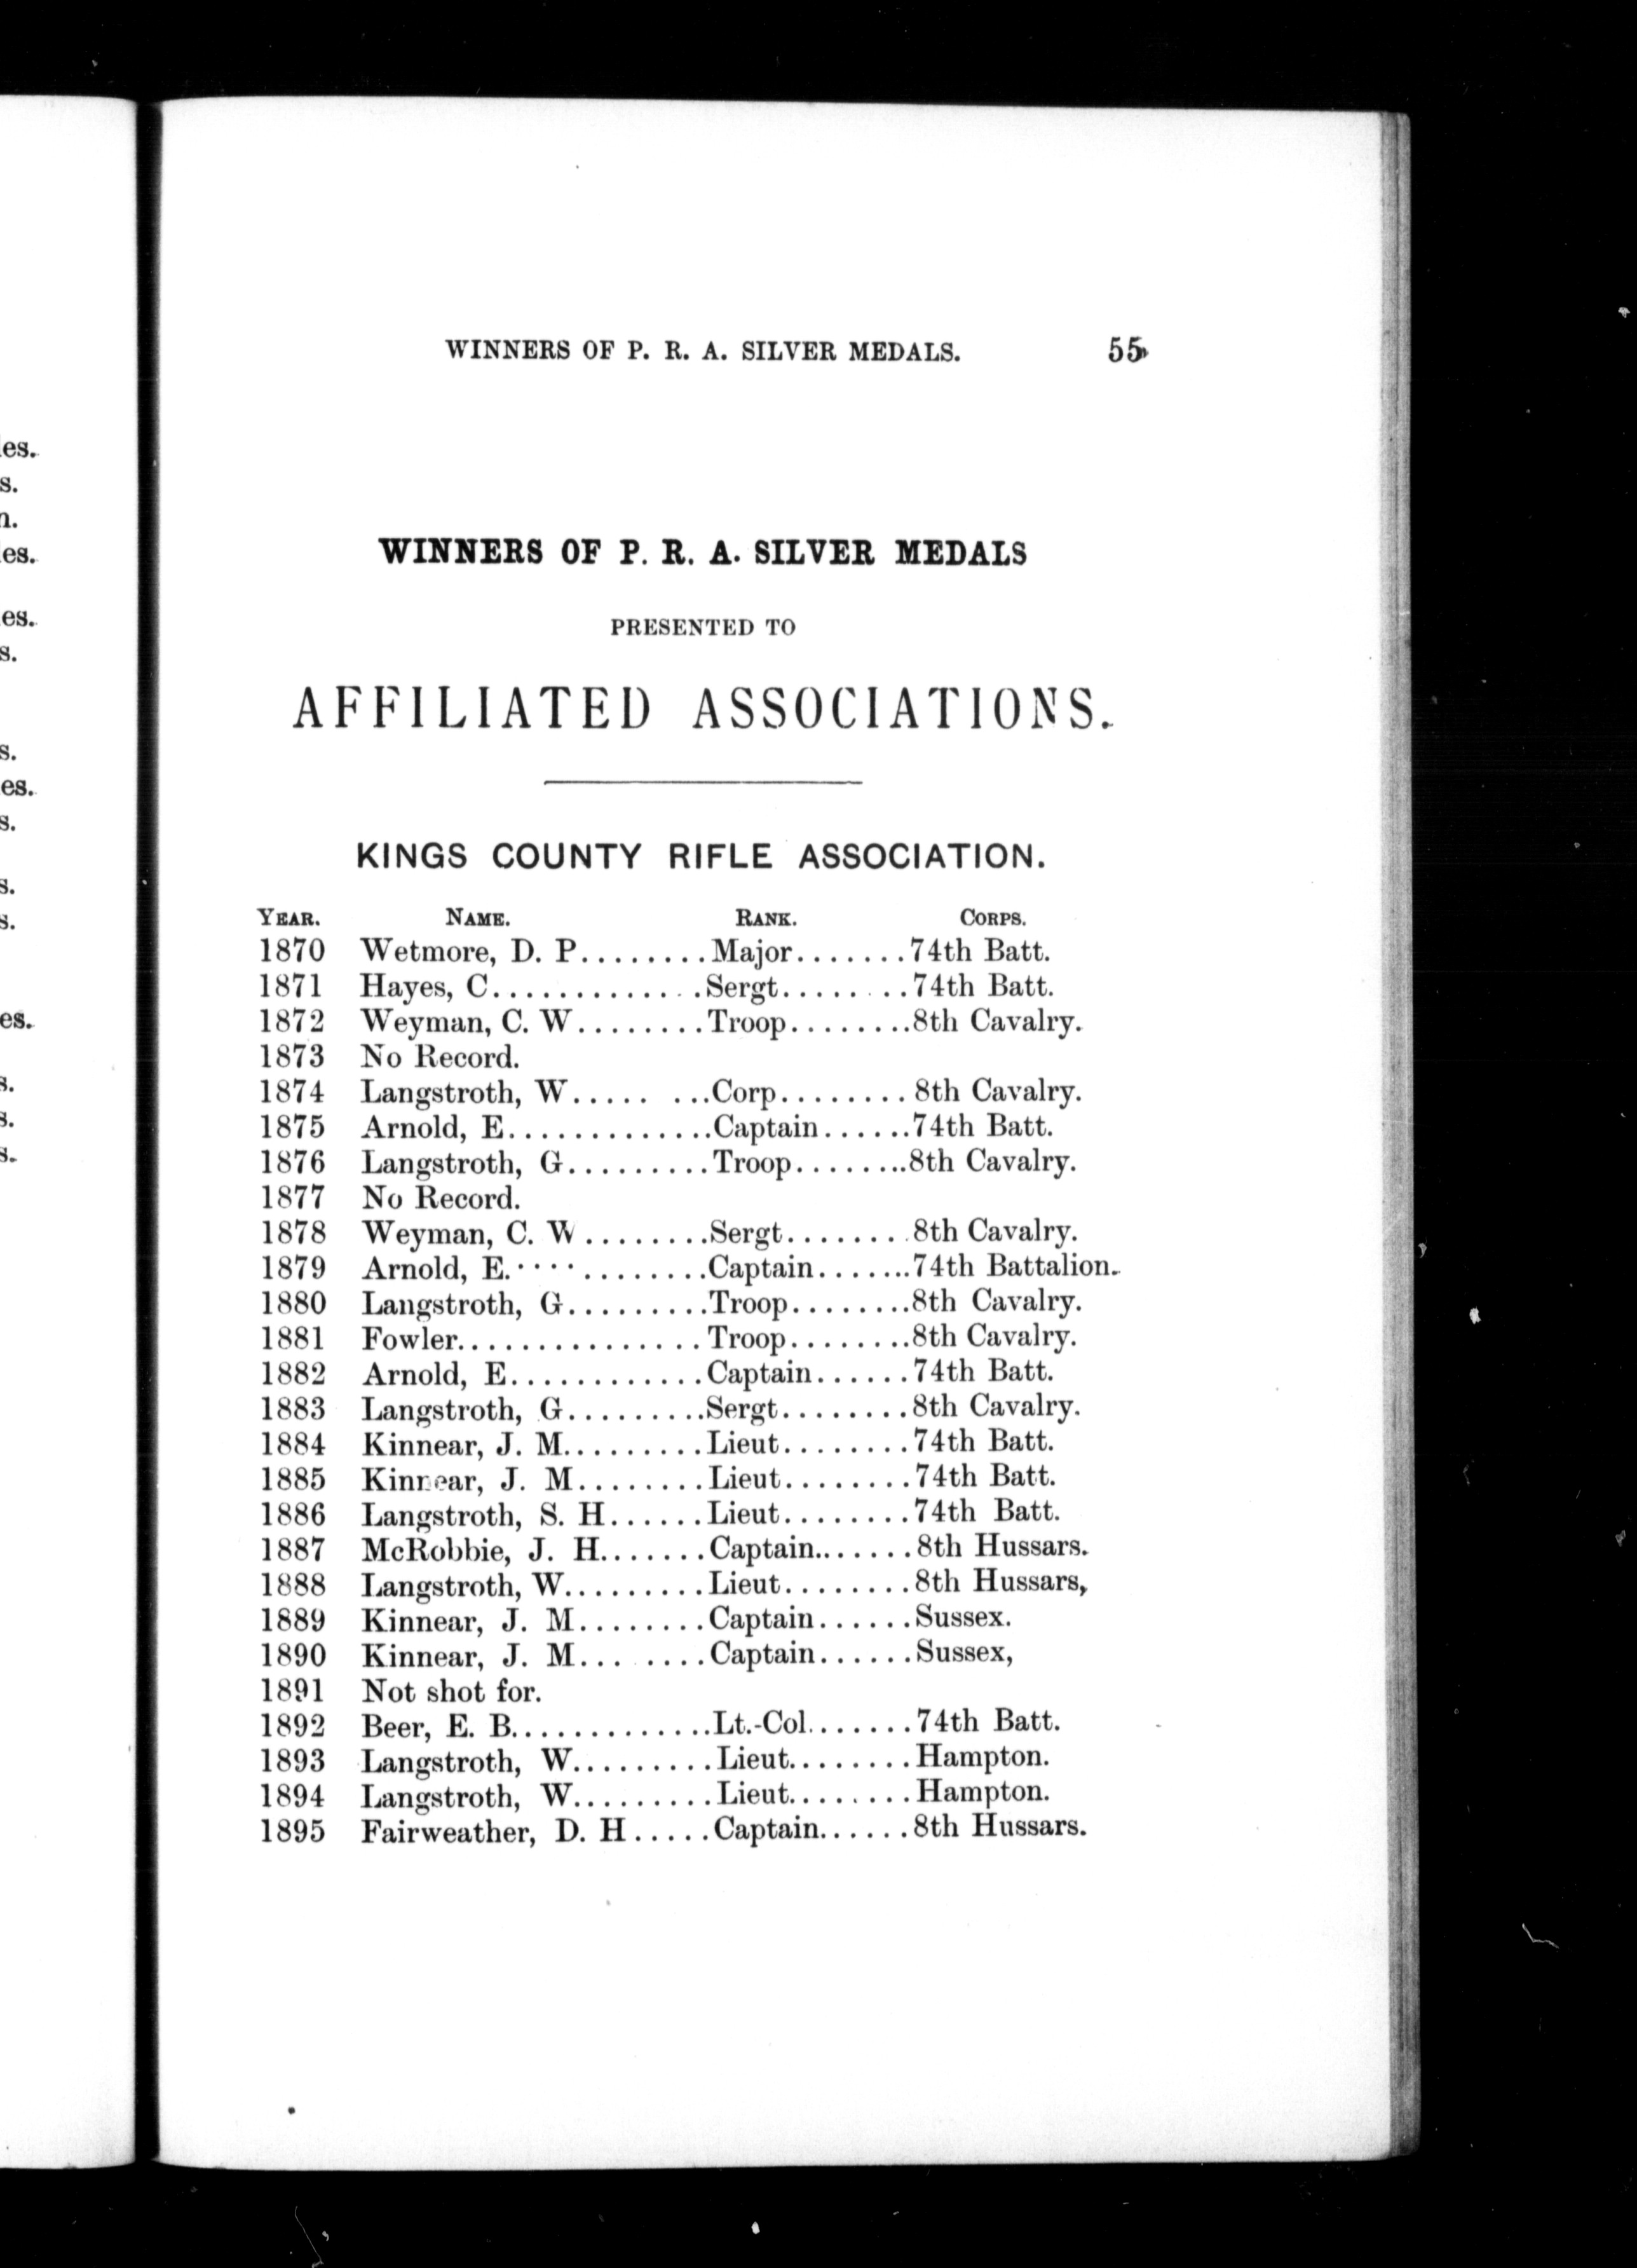 WINNERS OF P. R. A. SILVER MEDALS. 55
WINNERS OF P. R. A. SILVER MEDALS
PRESENTED TO
AFFILIATED ASSOCIATIONS.
KINGS COUNTY RIFLE ASSOCIATION.
YEAR. NAME. RANK. CORPS.
1870 Wetmore, D. P........Major.......74th Batt.
1871 Hayes, C.............Sergt........74th Batt.
1872 Weyman, C. W........Troop........8th Cavalry.
1873 No Record.
1874 Langstroth, W..... ...Corp........8th Cavalry.
1875 Arnold, E.............Captain......74th Batt.
1876 Langstroth, G.........Troop........8th Cavalry.
1877 No Record.
1878 Weyman, C. W........Sergt........8th Cavalry.
1879 Arnold, E.············Captain.......74th Battalion.
1880 Langstroth, G.........Troop........8th Cavalry.
1881 Fowler...............Troop........8th Cavalry.
1882 Arnold, E............Captain......74th Batt.
1883 Langstroth, G.........Sergt........8th Cavalry.
1884 Kinnear, J. M.........Lieut........74th Batt.
1885 Kinnear, J. M........Lieut........74th Batt.
1886 Langstroth, S. H......Lieut........74th Batt.
1887 McRobbie, J. H.......Captain.......8th Hussars.
1888 Langstroth, W.........Lieut........8th Hussars,
1889 Kinnear, J. M........Captain......Sussex.
1890 Kinnear, J. M... ....Captain......Sussex,
1891 Not shot for.
1892 Beer, E. B.............Lt.-Col.......74th Batt.
1893 Langstroth, W.........Lieut........Hampton.
1894 Langstroth, W.........Lieut........Hampton.
1895 Fairweather, D. H.....Captain......8th Hussars.